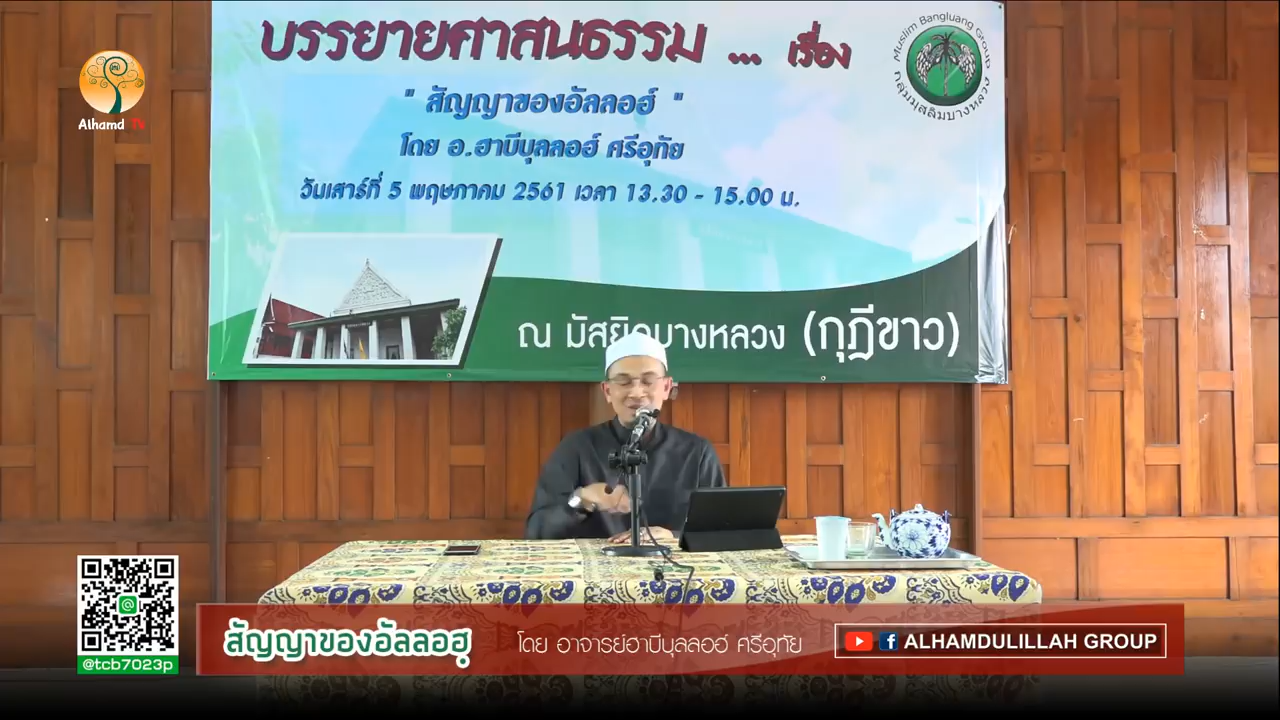 บรรยายศาสนธรรม ... เรื่อง
" สัญญาของอัลลอฮ์ "
โดย อ.ฮาบีบุลลอฮ์ ศรีอุทัย
วันเสาร์ที่ 5 พฤษภาคม 2561 เวลา 13.30 - 15.00 น.
Muslim Bangluang Group
กลุ่มมุสลิมบางหลวง
ณ มัสยิดบางหลวง (กุฎีขาว)
Alhamd TV
@tcb7023p
สัญญาของอัลลอฮฺ
โดย อาจารย์ฮาบีบุลลอฮ์ ศรีอุทัย
ALHAMDULILLAH GROUP